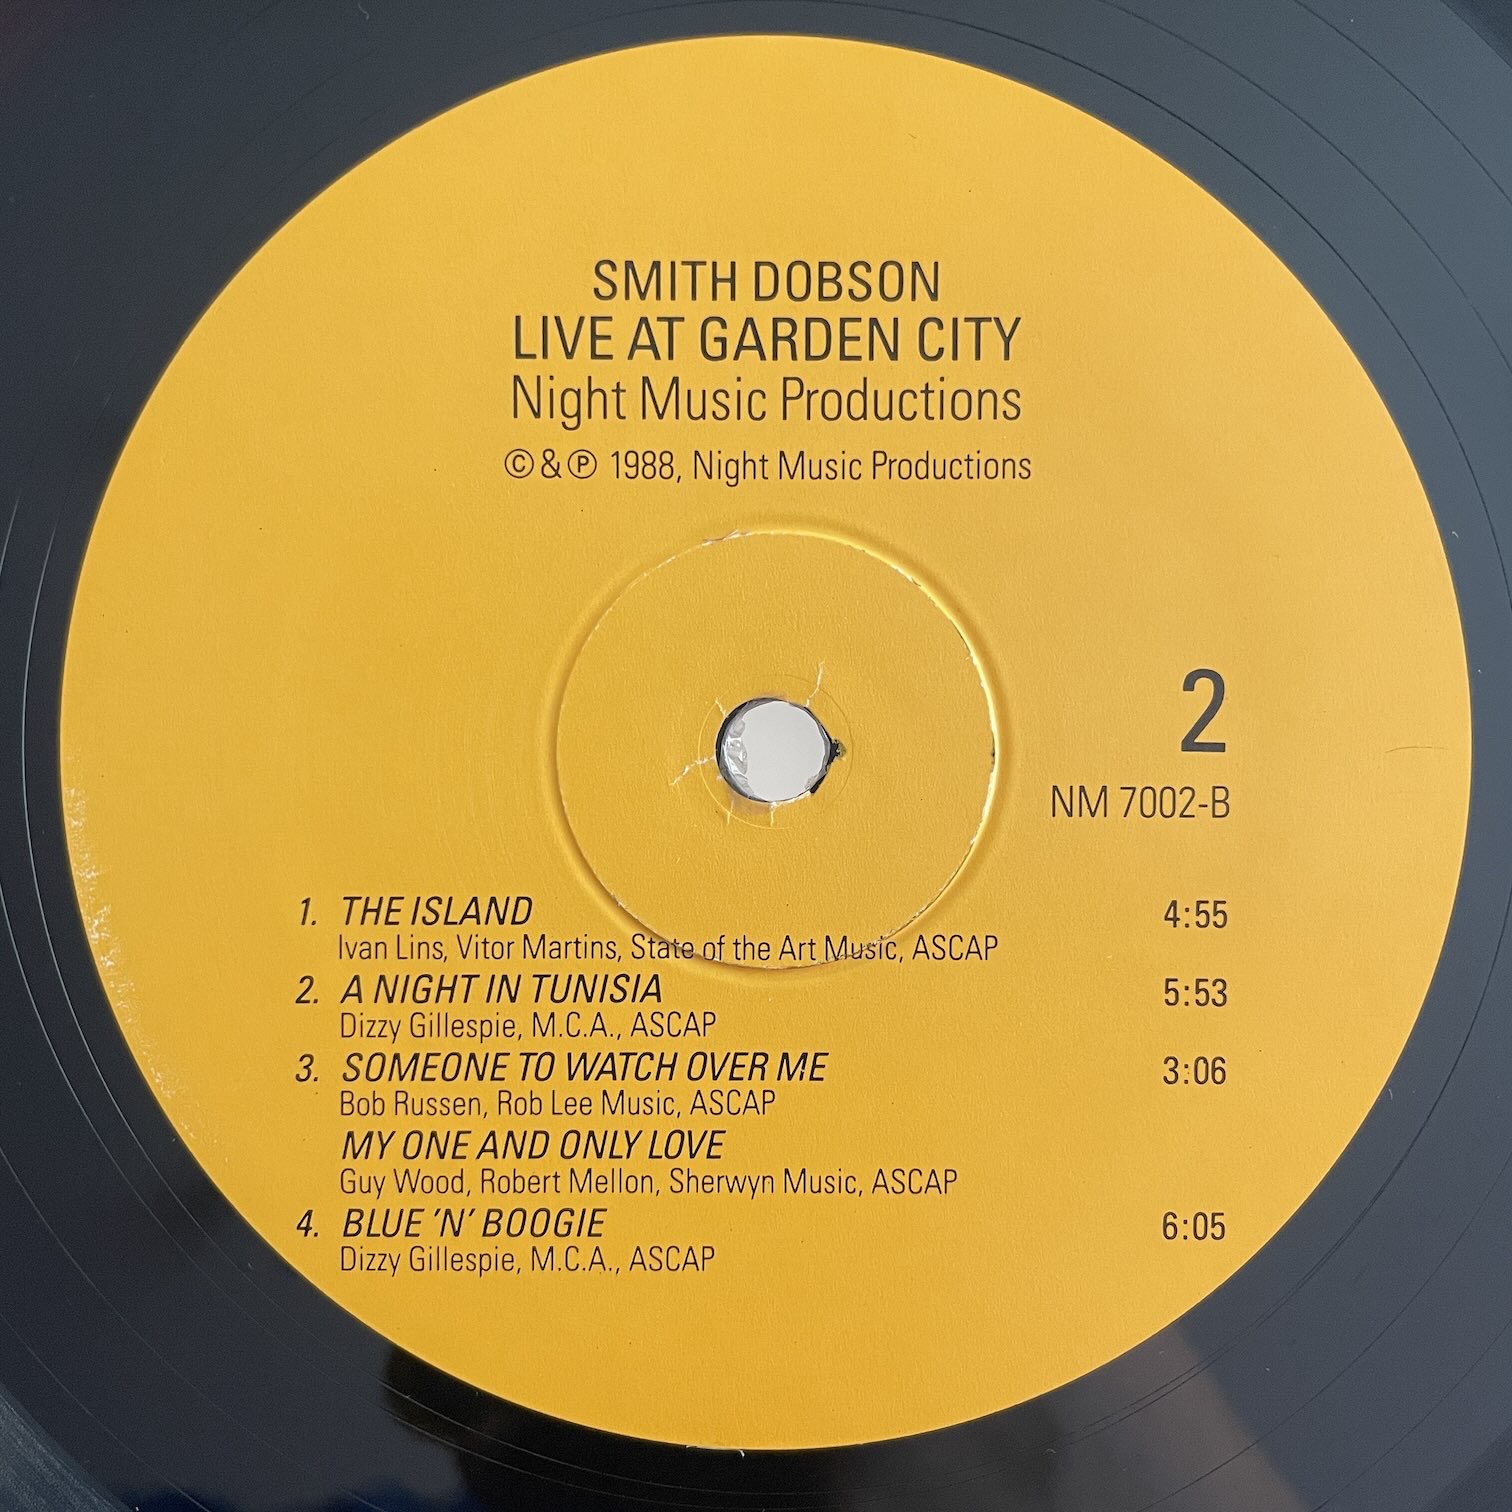 SMITH DOBSON
LIVE AT GARDEN CITY
Night Music Productions
©&℗ 1988, Night Music Productions
2
NM 7002-B
1. THE ISLAND 4:55
Ivan Lins, Vitor Martins, State of the Art Music, ASCAP
2. A NIGHT IN TUNISIA 5:53
Dizzy Gillespie, M.C.A., ASCAP
3. SOMEONE TO WATCH OVER ME 3:06
Bob Russen, Rob Lee Music, ASCAP
MY ONE AND ONLY LOVE
Guy Wood, Robert Mellon, Sherwyn Music, ASCAP
4. BLUE 'N' BOOGIE 6:05
Dizzy Gillespie, M.C.A., ASCAP